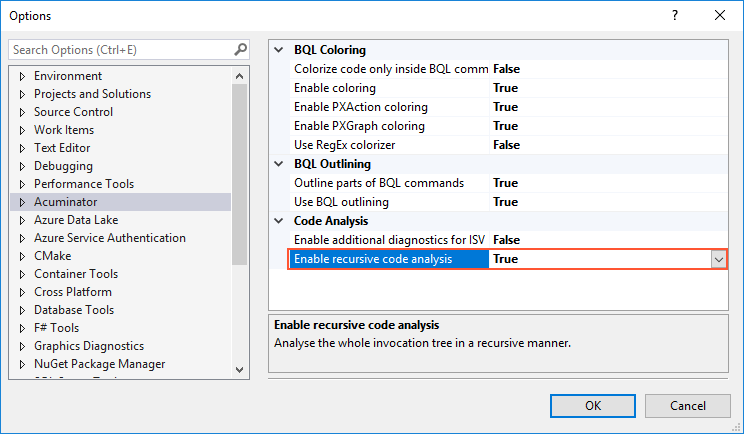 Options
Search Options (Ctrl+E)
Environment
Projects and Solutions
Source Control
Work Items
Text Editor
Debugging
Performance Tools
Acuminator
Azure Data Lake
Azure Service Authentication
CMake
Container Tools
Cross Platform
Database Tools
F# Tools
Graphics Diagnostics
NuGet Package Manager
BQL Coloring
Colorize code only inside BQL comm False
Enable coloring True
Enable PXAction coloring True
Enable PXGraph coloring True
Use RegEx colorizer False
BQL Outlining
Outline parts of BQL commands True
Use BQL outlining True
Code Analysis
Enable additional diagnostics for ISV False
Enable recursive code analysis True
Enable recursive code analysis
Analyse the whole invocation tree in a recursive manner.
OK Cancel